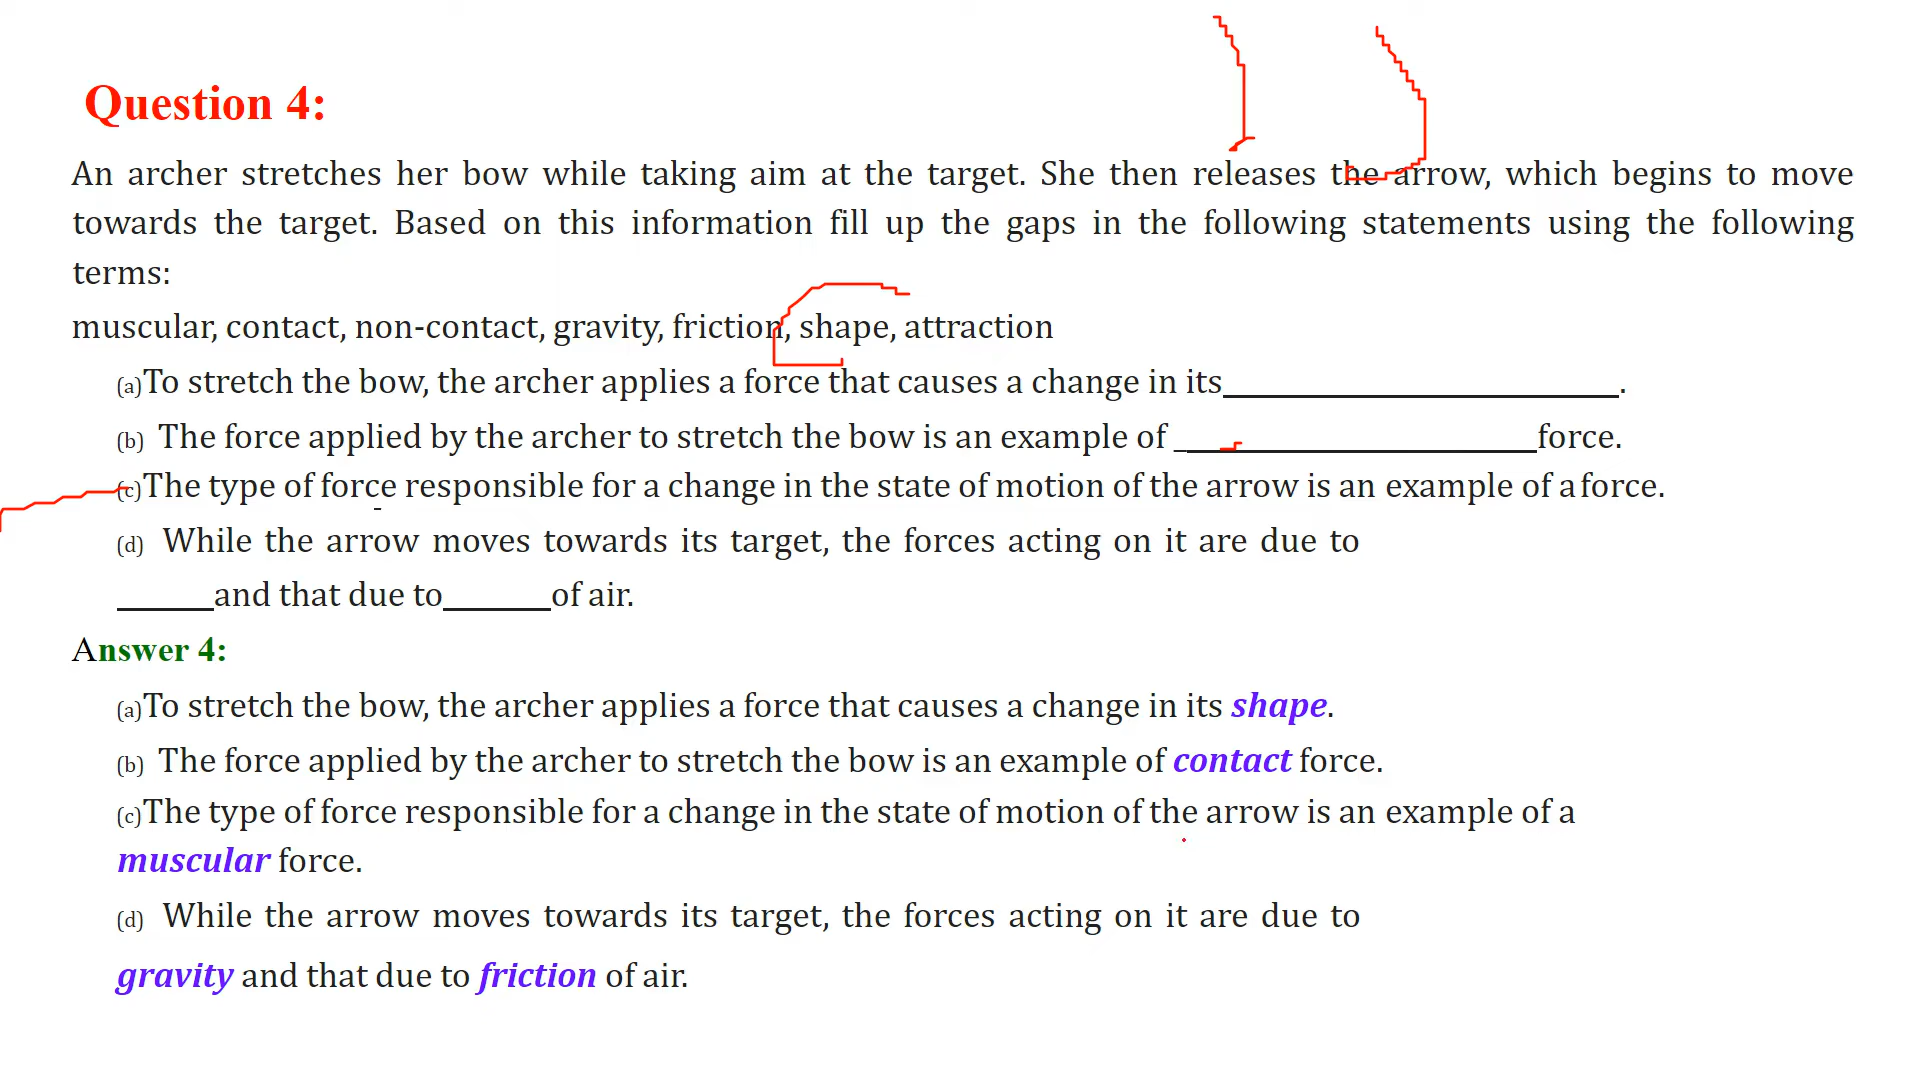 Question 4:
An archer stretches her bow while taking aim at the target. She then releases the arrow, which begins to move
towards the target. Based on this information fill up the gaps in the following statements using the following
terms:
muscular, contact, non-contact, gravity, friction, shape, attraction
(a)To stretch the bow, the archer applies a force that causes a change in its____________________.
(b) The force applied by the archer to stretch the bow is an example of ____________________force.
(c)The type of force responsible for a change in the state of motion of the arrow is an example of a force.
(d) While the arrow moves towards its target, the forces acting on it are due to
______and that due to______of air.
Answer 4:
(a)To stretch the bow, the archer applies a force that causes a change in its shape.
(b) The force applied by the archer to stretch the bow is an example of contact force.
(c)The type of force responsible for a change in the state of motion of the arrow is an example of a
muscular force.
(d) While the arrow moves towards its target, the forces acting on it are due to
gravity and that due to friction of air.